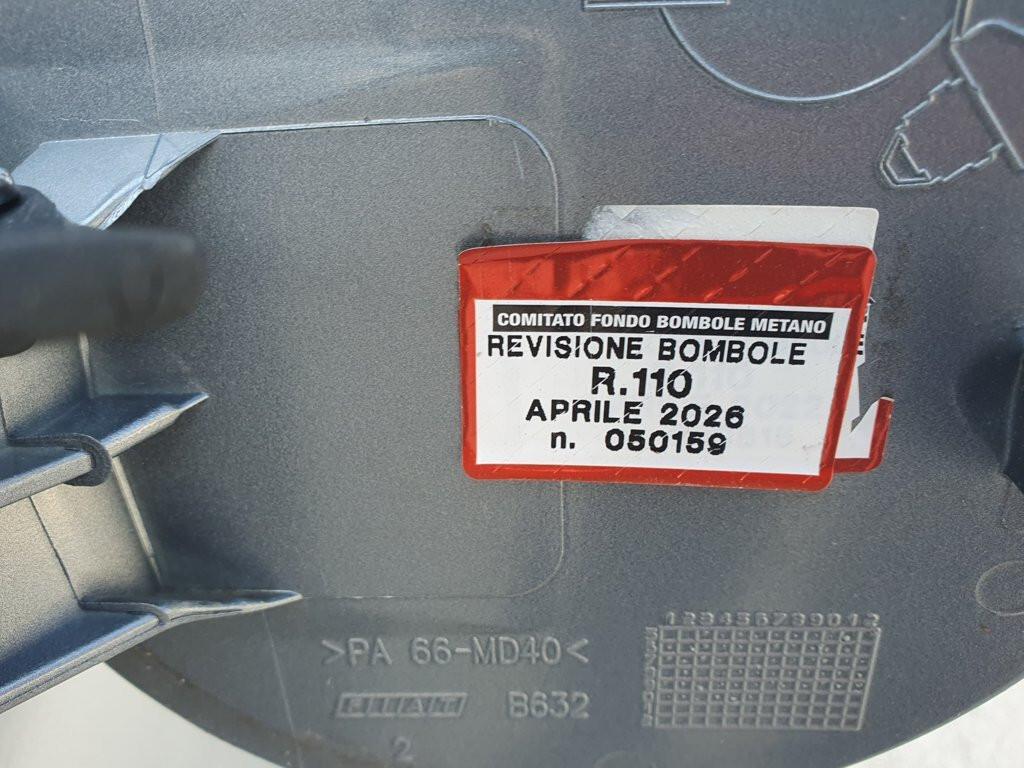 COMITATO FONDO BOMBOLE METANO
REVISIONE BOMBOLE
R.110
APRILE 2026
n. 050159
>PA 66-MD40<
FIAT B632
2
123456789012